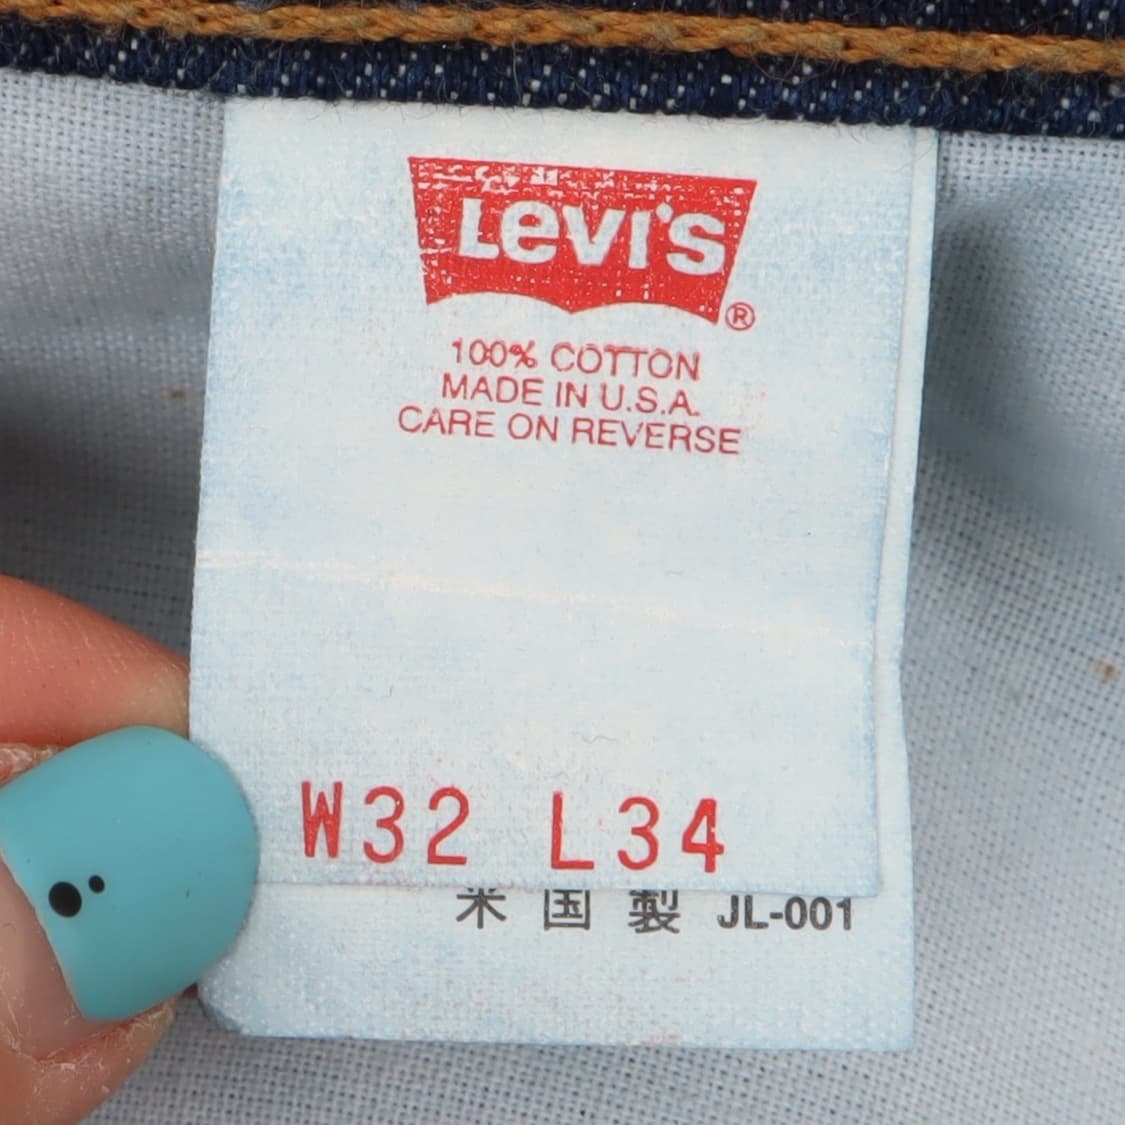 Levi's®
100% COTTON
MADE IN U.S.A.
CARE ON REVERSE
W32 L34
米国製 JL-001